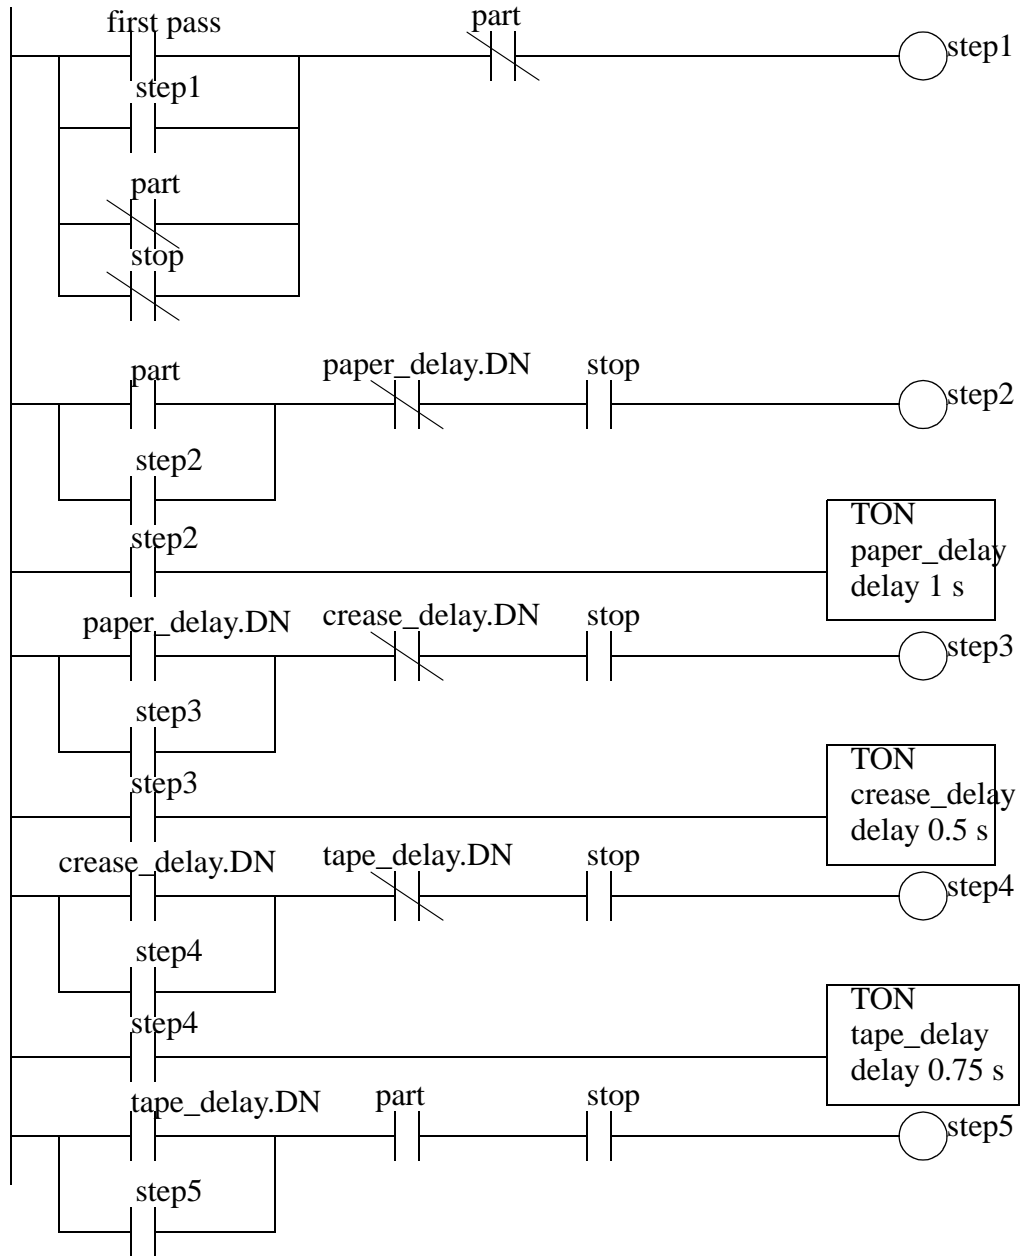 first pass
part
step1
step1
part
stop
part
paper_delay.DN
stop
step2
step2
step2
TON
paper_delay
delay 1 s
paper_delay.DN
crease_delay.DN
stop
step3
step3
step3
TON
crease_delay
delay 0.5 s
crease_delay.DN
tape_delay.DN
stop
step4
step4
step4
TON
tape_delay
delay 0.75 s
tape_delay.DN
part
stop
step5
step5